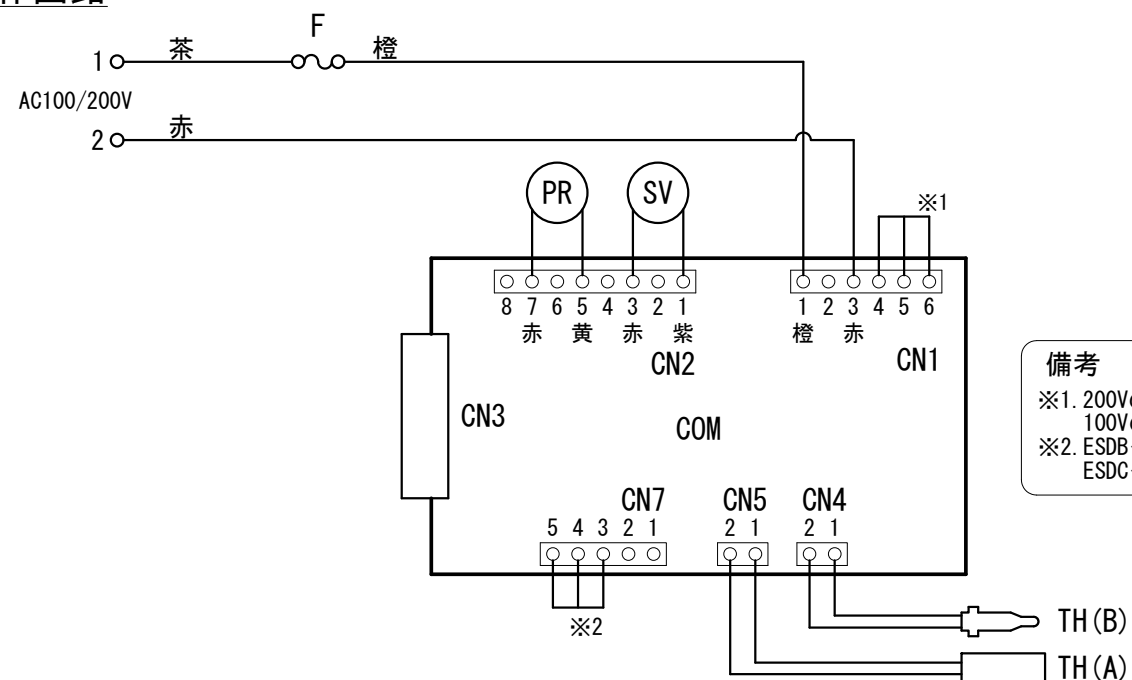 F
1 茶 橙
AC100/200V
2 赤
PR SV
※1
8 7 6 5 4 3 2 1
赤 黄 赤 紫
CN2
1 2 3 4 5 6
橙 赤
CN1
CN3
COM
備考
※1.200V
100V
※2.ESDB
ESDC
CN7 CN5 CN4
5 4 3 2 1 2 1 2 1
※2
TH(B)
TH(A)